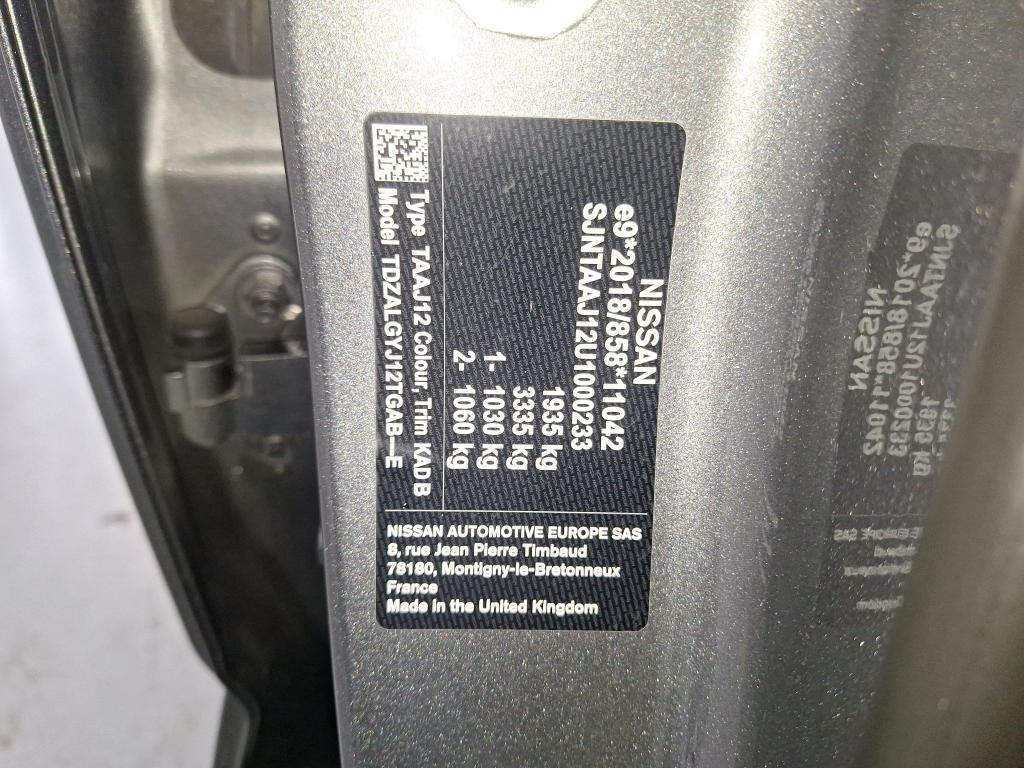 NISSAN
e9*2018/858*11042
SJNTAAJ12U1000233
1935 kg
3335 kg
1- 1030 kg
2- 1060 kg
Type TAAJ12 Colour, Trim KADB
Model TDZALGYJ12TGAB—E
NISSAN AUTOMOTIVE EUROPE SAS
8, rue Jean Pierre Timbaud
78180, Montigny-le-Bretonneux
France
Made in the United Kingdom